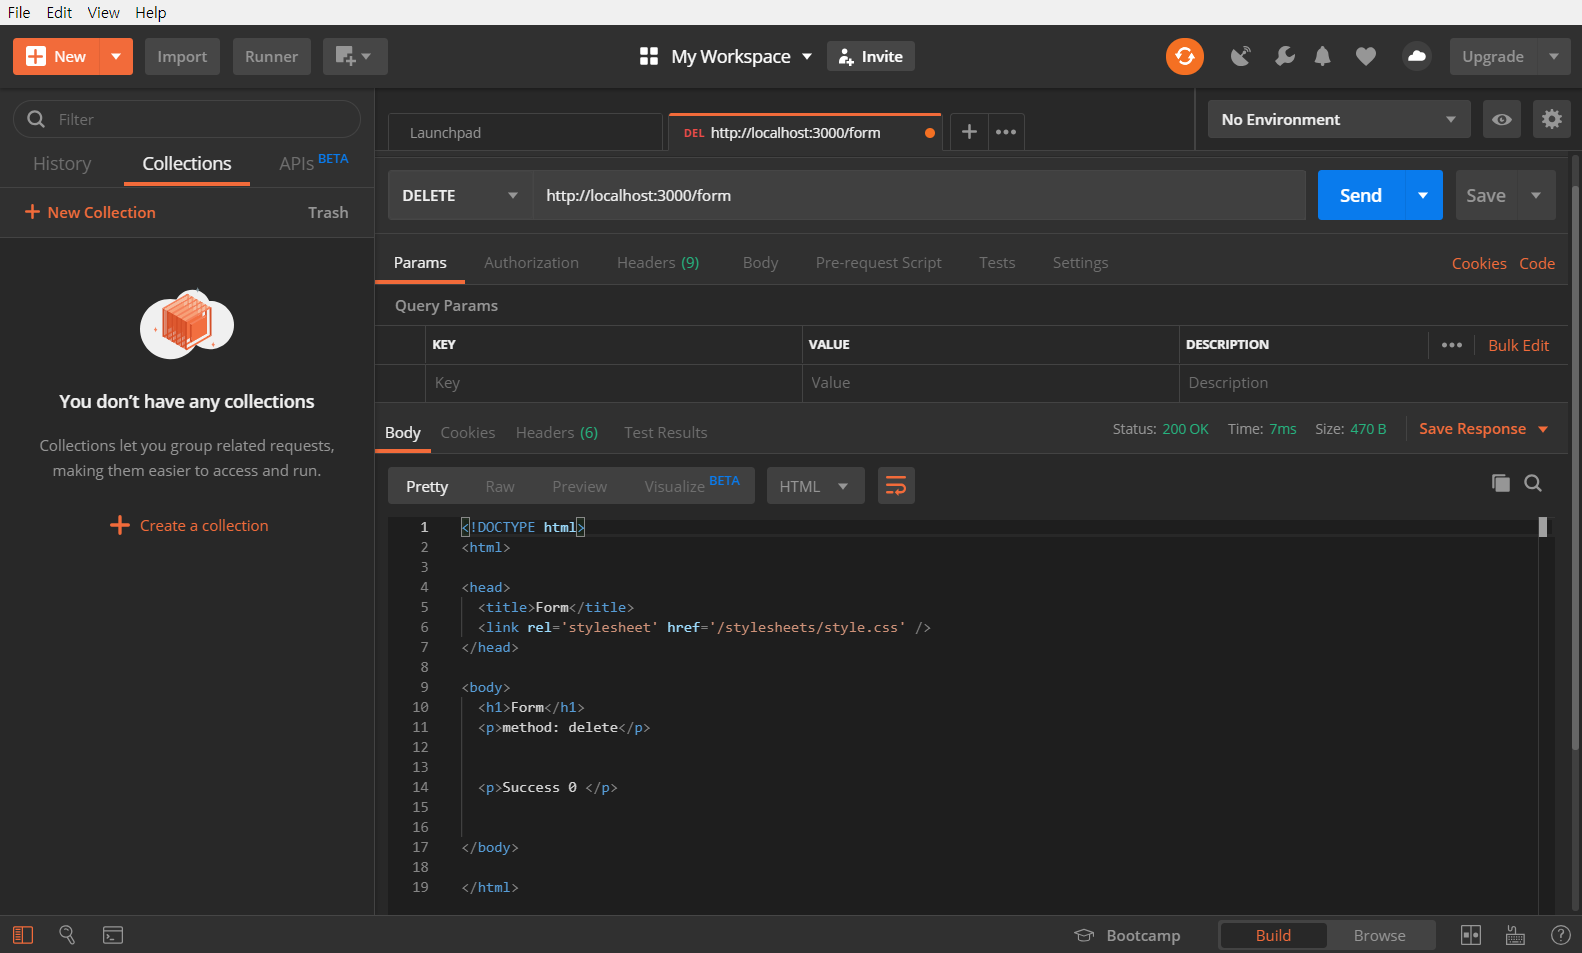 File Edit View Help
New Import Runner My Workspace Invite Upgrade
Filter
History Collections APIs BETA
New Collection Trash
You don’t have any collections
Collections let you group related requests,
making them easier to access and run.
Create a collection
Launchpad DEL http://localhost:3000/form No Environment
DELETE http://localhost:3000/form Send Save
Params Authorization Headers (9) Body Pre-request Script Tests Settings Cookies Code
Query Params
KEY VALUE DESCRIPTION Bulk Edit
Key Value Description
Body Cookies Headers (6) Test Results Status: 200 OK Time: 7ms Size: 470 B Save Response
Pretty Raw Preview Visualize BETA HTML
1 <!DOCTYPE html>
2 <html>
3
4 <head>
5 <title>Form</title>
6 <link rel='stylesheet' href='/stylesheets/style.css' />
7 </head>
8
9 <body>
10 <h1>Form</h1>
11 <p>method: delete</p>
12
13
14 <p>Success 0 </p>
15
16
17 </body>
18
19 </html>
Bootcamp Build Browse